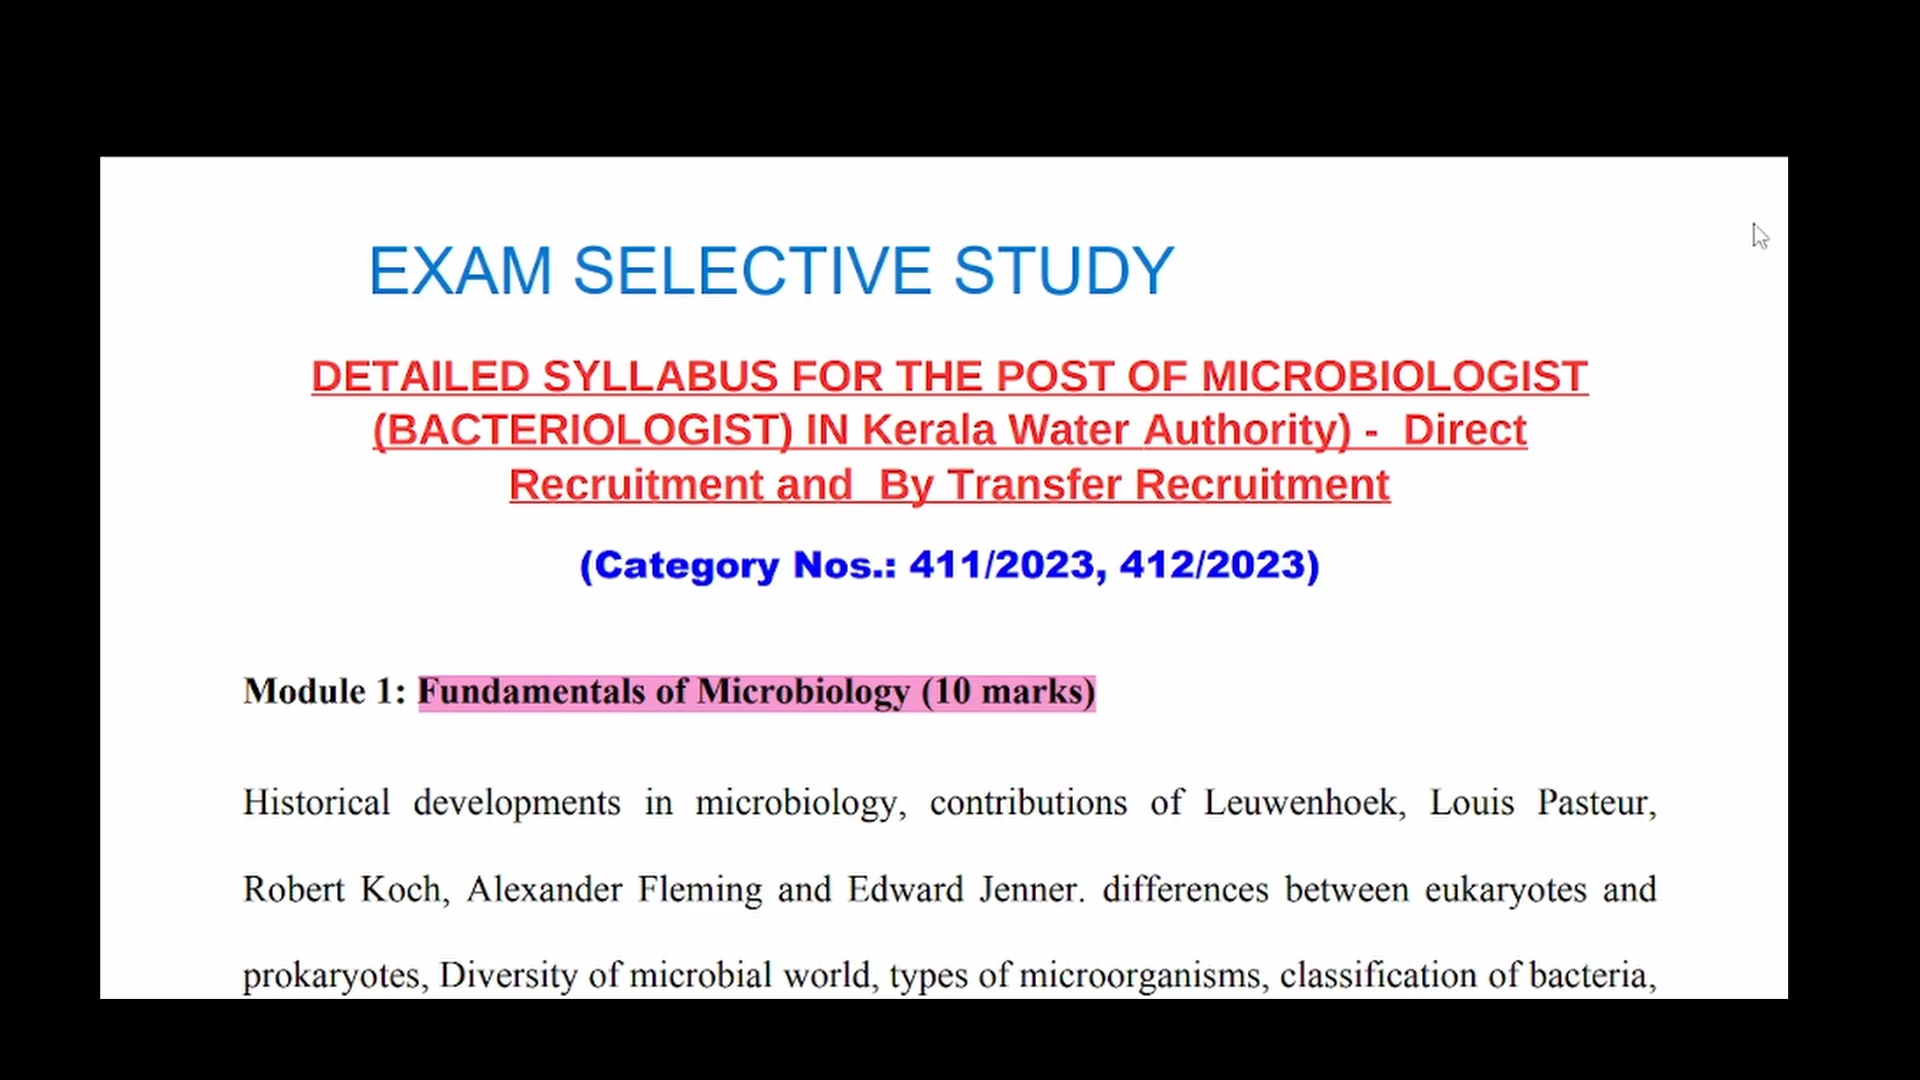 EXAM SELECTIVE STUDY
DETAILED SYLLABUS FOR THE POST OF MICROBIOLOGIST
(BACTERIOLOGIST) IN Kerala Water Authority) - Direct
Recruitment and By Transfer Recruitment
(Category Nos.: 411/2023, 412/2023)
Module 1: Fundamentals of Microbiology (10 marks)
Historical developments in microbiology, contributions of Leuwenhoek, Louis Pasteur,
Robert Koch, Alexander Fleming and Edward Jenner. differences between eukaryotes and
prokaryotes, Diversity of microbial world, types of microorganisms, classification of bacteria,